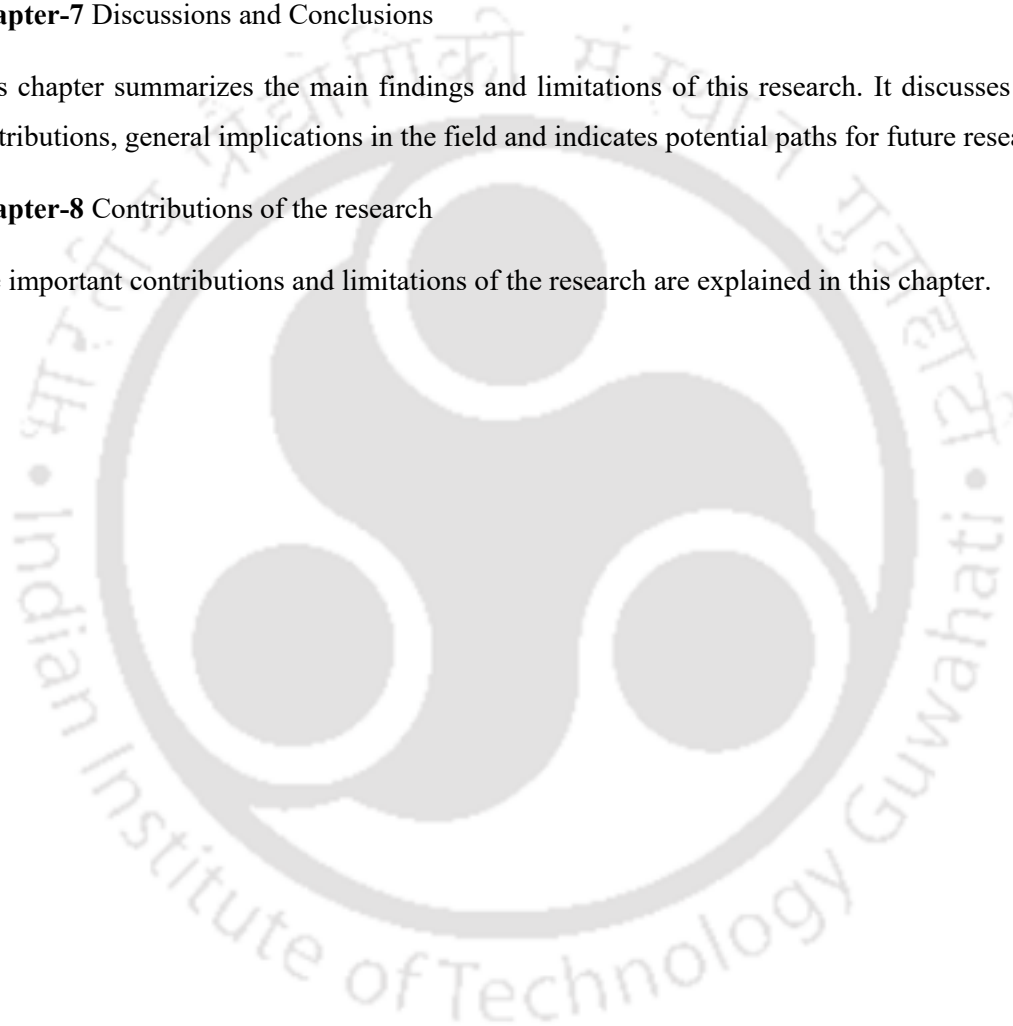 apter-7 Discussions and Conclusions
s chapter summarizes the main findings and limitations of this research. It discusses
tributions, general implications in the field and indicates potential paths for future resea
apter-8 Contributions of the research
e important contributions and limitations of the research are explained in this chapter.
गुवाहाटी
Indian Institute of Technology Guwahati